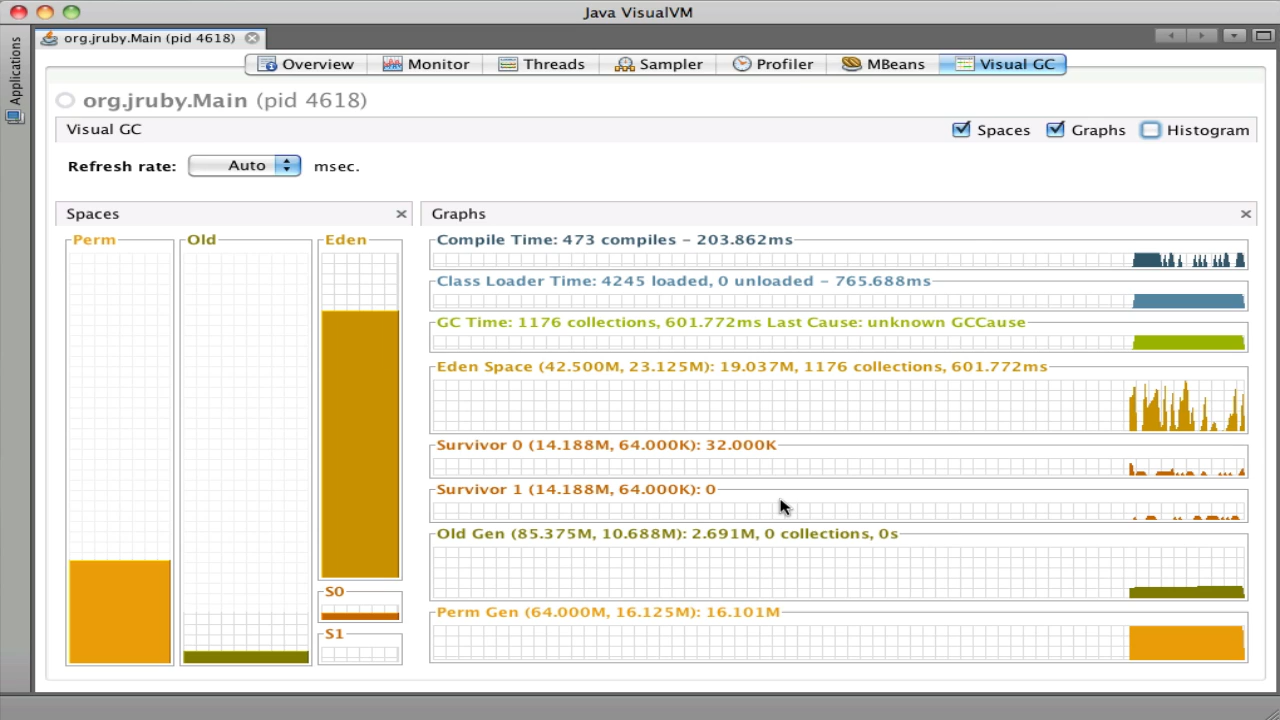 Java VisualVM
Applications
org.jruby.Main (pid 4618)
Overview Monitor Threads Sampler Profiler MBeans Visual GC
org.jruby.Main (pid 4618)
Visual GC Spaces Graphs Histogram
Refresh rate: Auto msec.
Spaces
Perm Old Eden
S0
S1
Graphs
Compile Time: 473 compiles - 203.862ms
Class Loader Time: 4245 loaded, 0 unloaded - 765.688ms
GC Time: 1176 collections, 601.772ms Last Cause: unknown GCCause
Eden Space (42.500M, 23.125M): 19.037M, 1176 collections, 601.772ms
Survivor 0 (14.188M, 64.000K): 32.000K
Survivor 1 (14.188M, 64.000K): 0
Old Gen (85.375M, 10.688M): 2.691M, 0 collections, 0s
Perm Gen (64.000M, 16.125M): 16.101M